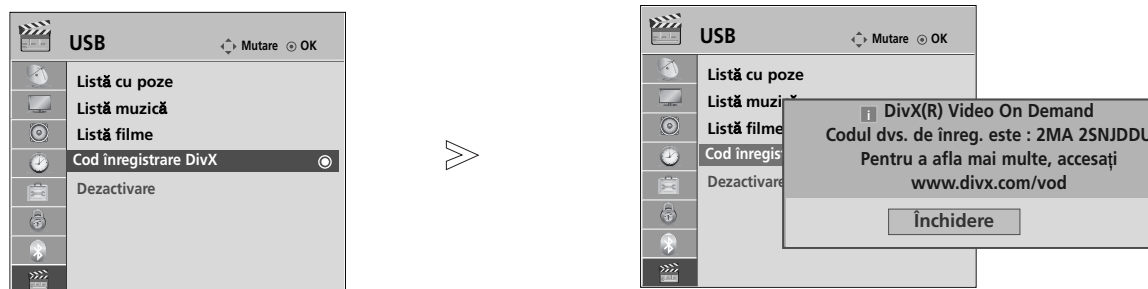 USB
Mutare OK
Listă cu poze
Listă muzică
Listă filme
Cod înregistrare DivX
Dezactivare
USB
Mutare OK
Listă cu poze
Listă muzică
Listă filme
Cod înregis
Dezactivare
i DivX(R) Video On Demand
Codul dvs. de înreg. este : 2MA 2SNJDDU
Pentru a afla mai multe, accesați
www.divx.com/vod
Închidere